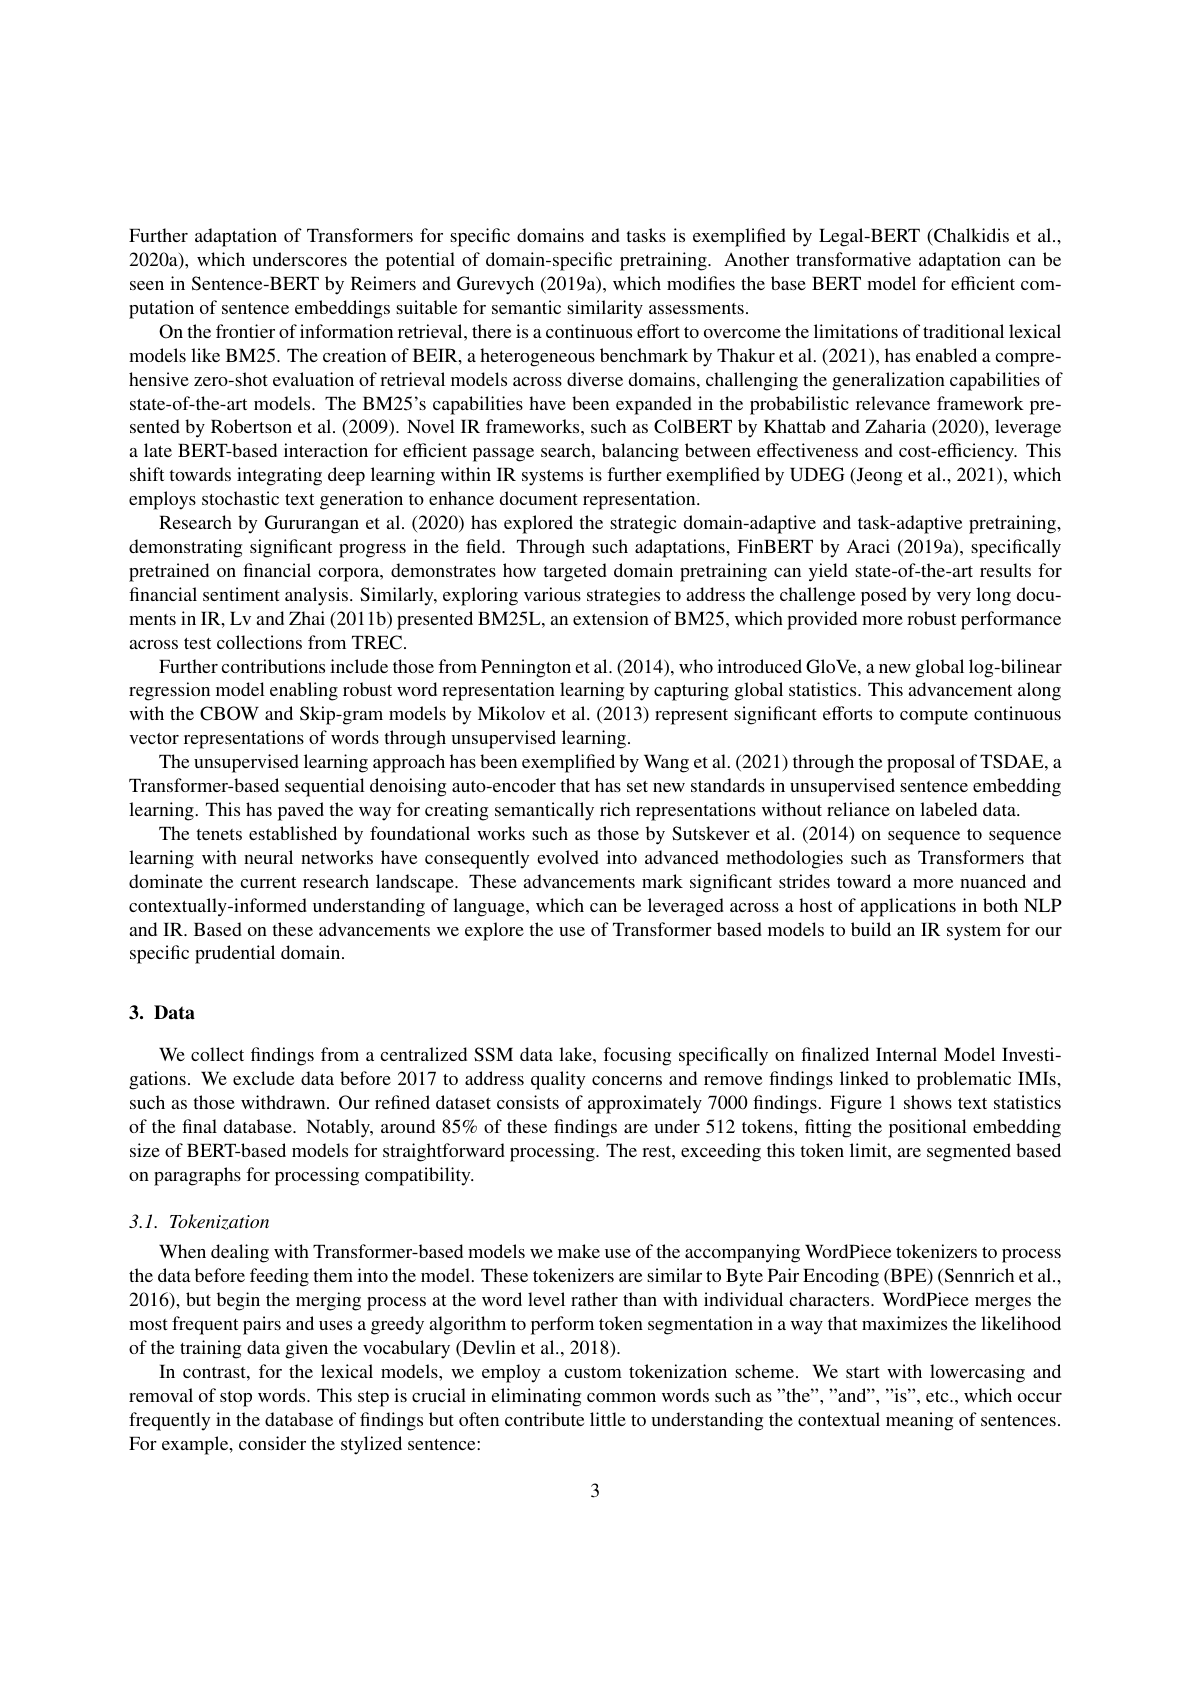 Further adaptation of Transformers for specific domains and tasks is exemplified by Legal-BERT (Chalkidis et al.,
2020a), which underscores the potential of domain-specific pretraining. Another transformative adaptation can be
seen in Sentence-BERT by Reimers and Gurevych (2019a), which modifies the base BERT model for efficient com-
putation of sentence embeddings suitable for semantic similarity assessments.
On the frontier of information retrieval, there is a continuous effort to overcome the limitations of traditional lexical
models like BM25. The creation of BEIR, a heterogeneous benchmark by Thakur et al. (2021), has enabled a compre-
hensive zero-shot evaluation of retrieval models across diverse domains, challenging the generalization capabilities of
state-of-the-art models. The BM25's capabilities have been expanded in the probabilistic relevance framework pre-
sented by Robertson et al. (2009). Novel IR frameworks, such as ColBERT by Khattab and Zaharia (2020), leverage
a late BERT-based interaction for efficient passage search, balancing between effectiveness and cost-efficiency. This
shift towards integrating deep learning within IR systems is further exemplified by UDEG (Jeong et al., 2021), which
employs stochastic text generation to enhance document representation.
Research by Gururangan et al. (2020) has explored the strategic domain-adaptive and task-adaptive pretraining,
demonstrating significant progress in the field. Through such adaptations, FinBERT by Araci (2019a), specifically
pretrained on financial corpora, demonstrates how targeted domain pretraining can yield state-of-the-art results for
financial sentiment analysis. Similarly, exploring various strategies to address the challenge posed by very long docu-
ments in IR, Lv and Zhai (2011b) presented BM25L, an extension of BM25, which provided more robust performance
across test collections from TREC.
Further contributions include those from Pennington et al. (2014), who introduced GloVe, a new global log-bilinear
regression model enabling robust word representation learning by capturing global statistics. This advancement along
with the CBOW and Skip-gram models by Mikolov et al. (2013) represent significant efforts to compute continuous
vector representations of words through unsupervised learning.
The unsupervised learning approach has been exemplified by Wang et al. (2021) through the proposal of TSDAE, a
Transformer-based sequential denoising auto-encoder that has set new standards in unsupervised sentence embedding
learning. This has paved the way for creating semantically rich representations without reliance on labeled data.
The tenets established by foundational works such as those by Sutskever et al. (2014) on sequence to sequence
learning with neural networks have consequently evolved into advanced methodologies such as Transformers that
dominate the current research landscape. These advancements mark significant strides toward a more nuanced and
contextually-informed understanding of language, which can be leveraged across a host of applications in both NLP
and IR. Based on these advancements we explore the use of Transformer based models to build an IR system for our
specific prudential domain.
3. Data
We collect findings from a centralized SSM data lake, focusing specifically on finalized Internal Model Investi-
gations. We exclude data before 2017 to address quality concerns and remove findings linked to problematic IMIs,
such as those withdrawn. Our refined dataset consists of approximately 7000 findings. Figure 1 shows text statistics
of the final database. Notably, around 85% of these findings are under 512 tokens, fitting the positional embedding
size of BERT-based models for straightforward processing. The rest, exceeding this token limit, are segmented based
on paragraphs for processing compatibility.
3.1. Tokenization
When dealing with Transformer-based models we make use of the accompanying WordPiece tokenizers to process
the data before feeding them into the model. These tokenizers are similar to Byte Pair Encoding (BPE) (Sennrich et al.,
2016), but begin the merging process at the word level rather than with individual characters. WordPiece merges the
most frequent pairs and uses a greedy algorithm to perform token segmentation in a way that maximizes the likelihood
of the training data given the vocabulary (Devlin et al., 2018).
In contrast, for the lexical models, we employ a custom tokenization scheme. We start with lowercasing and
removal of stop words. This step is crucial in eliminating common words such as ”the”, ”and”, ”is”, etc., which occur
frequently in the database of findings but often contribute little to understanding the contextual meaning of sentences.
For example, consider the stylized sentence:
3